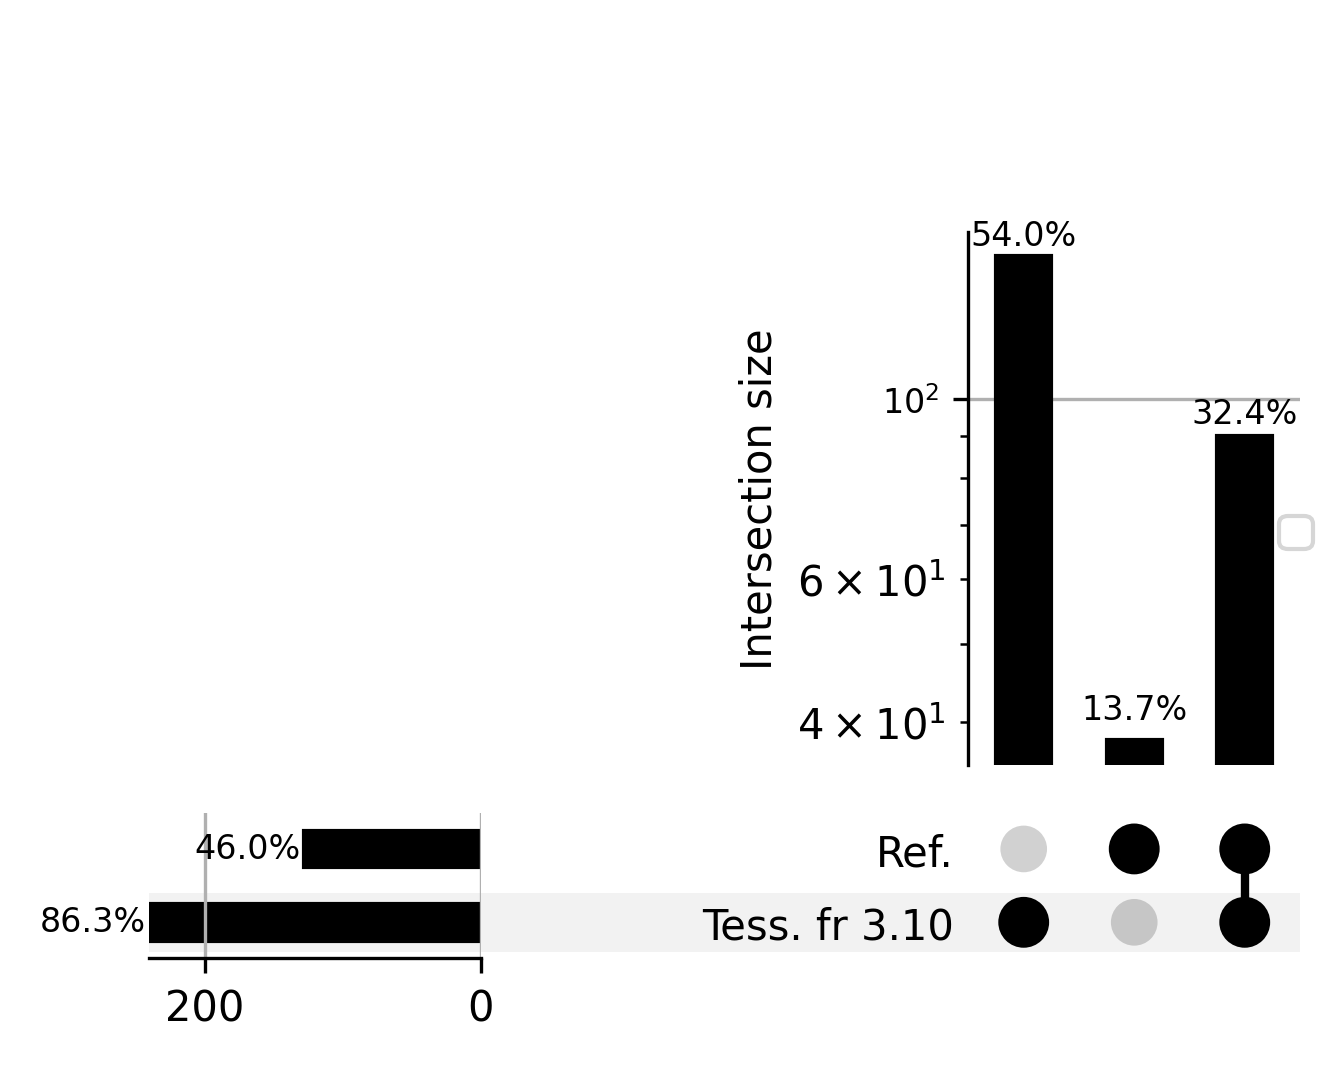 54.0%
10²
32.4%
Intersection size
6 × 10¹
13.7%
4 × 10¹
46.0%
Ref.
86.3%
Tess. fr 3.10
200
0